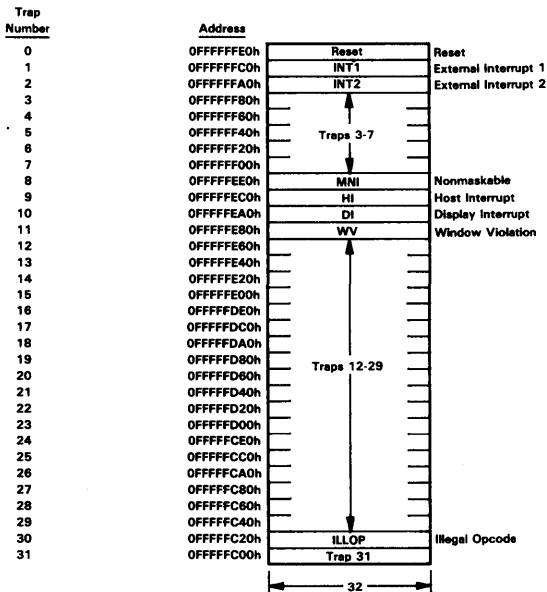 Trap
Number Address
0 0FFFFFFE0h Reset Reset
1 0FFFFFFC0h INT1 External Interrupt 1
2 0FFFFFFA0h INT2 External Interrupt 2
3 0FFFFFF80h
4 0FFFFFF60h
5 0FFFFFF40h Traps 3-7
6 0FFFFFF20h
7 0FFFFFF00h
8 0FFFFFEE0h MNI Nonmaskable
9 0FFFFFEC0h HI Host Interrupt
10 0FFFFFEA0h DI Display Interrupt
11 0FFFFFE80h WV Window Violation
12 0FFFFFE60h
13 0FFFFFE40h
14 0FFFFFE20h
15 0FFFFFE00h
16 0FFFFFDE0h
17 0FFFFFDC0h
18 0FFFFFDA0h
19 0FFFFFD80h
20 0FFFFFD60h Traps 12-29
21 0FFFFFD40h
22 0FFFFFD20h
23 0FFFFFD00h
24 0FFFFFCE0h
25 0FFFFFCC0h
26 0FFFFFCA0h
27 0FFFFFC80h
28 0FFFFFC60h
29 0FFFFFC40h
30 0FFFFFC20h ILLOP Illegal Opcode
31 0FFFFFC00h Trap 31
32